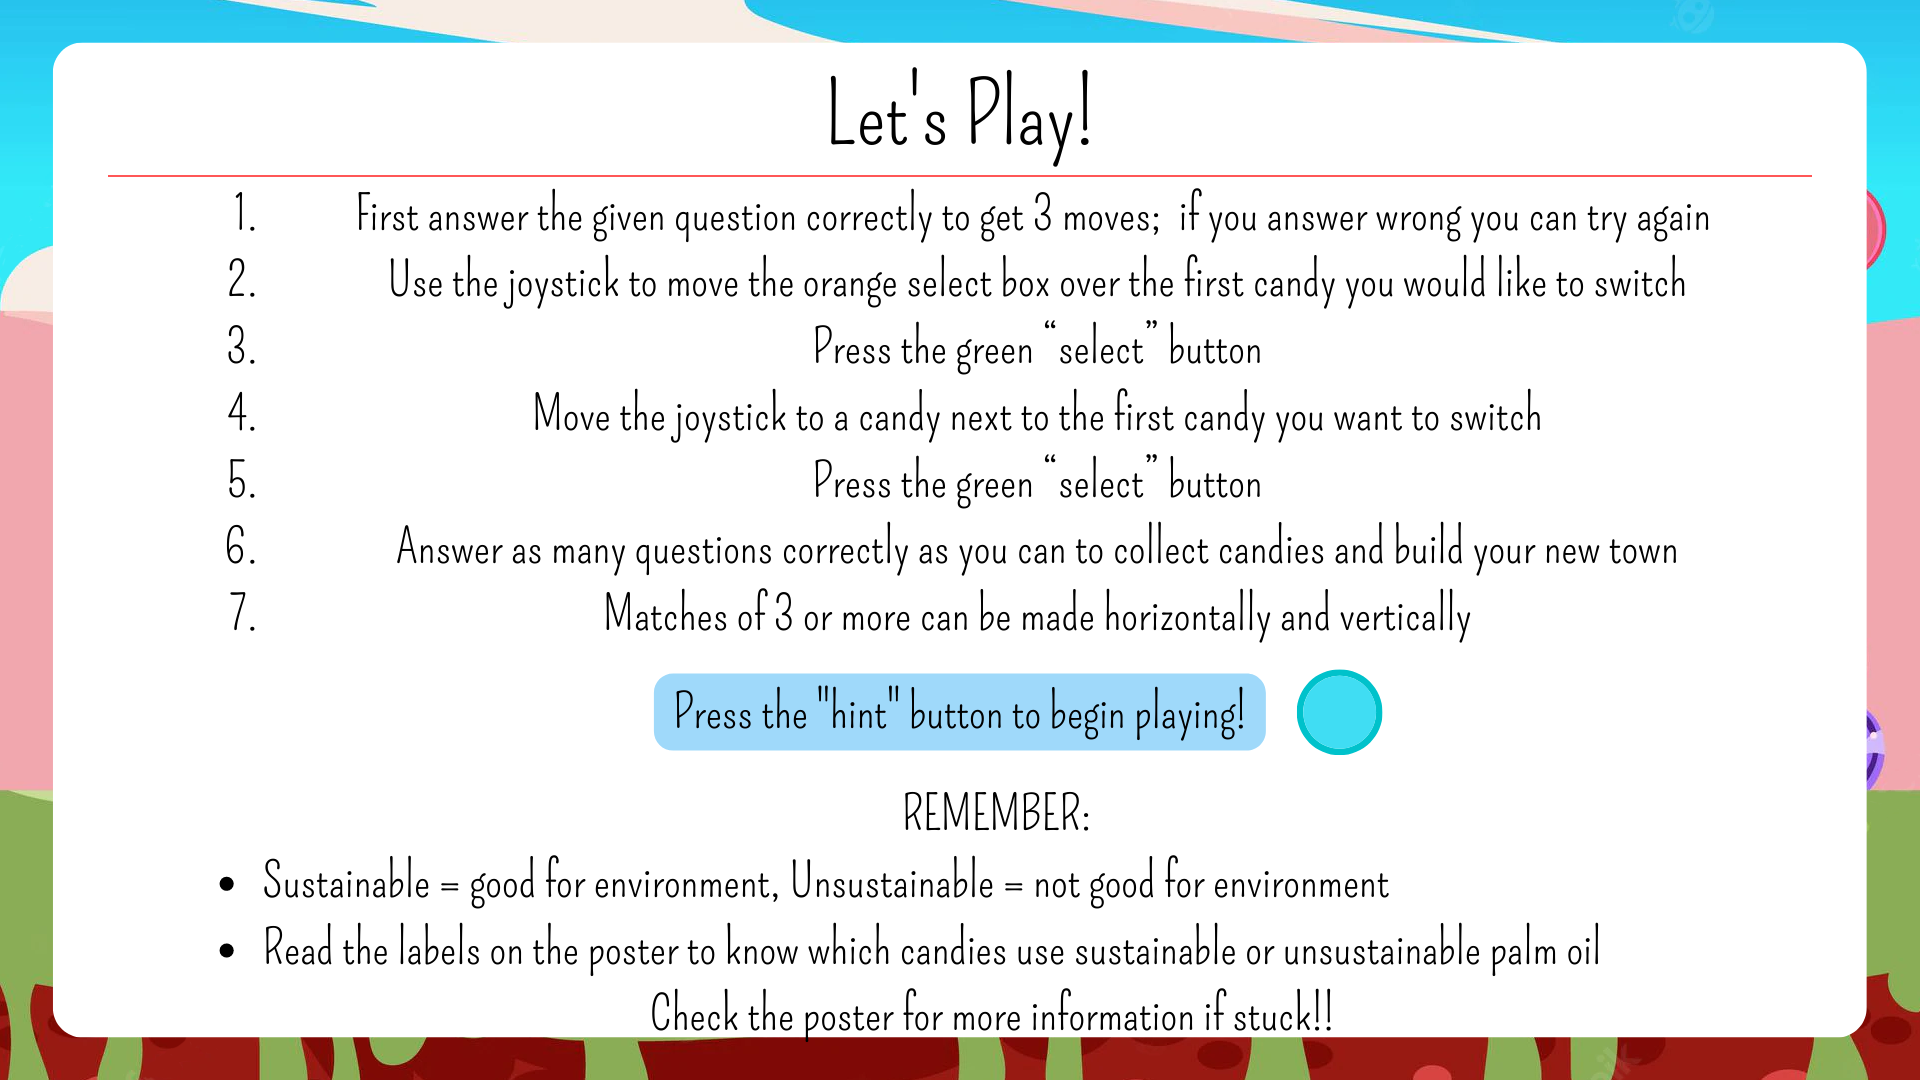 Let's Play!
1. First answer the given question correctly to get 3 moves;  if you answer wrong you can try again
2. Use the joystick to move the orange select box over the first candy you would like to switch
3. Press the green “select” button
4. Move the joystick to a candy next to the first candy you want to switch
5. Press the green “select” button
6. Answer as many questions correctly as you can to collect candies and build your new town
7. Matches of 3 or more can be made horizontally and vertically
Press the "hint" button to begin playing!
REMEMBER:
• Sustainable = good for environment, Unsustainable = not good for environment
• Read the labels on the poster to know which candies use sustainable or unsustainable palm oil
Check the poster for more information if stuck!!